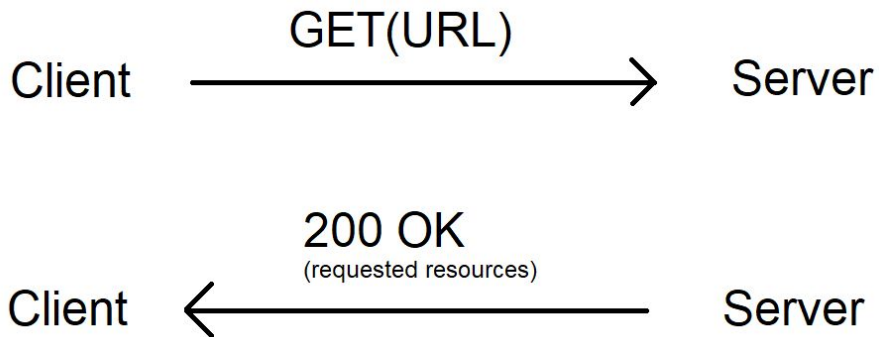 GET(URL)
Client Server
200 OK
(requested resources)
Client Server